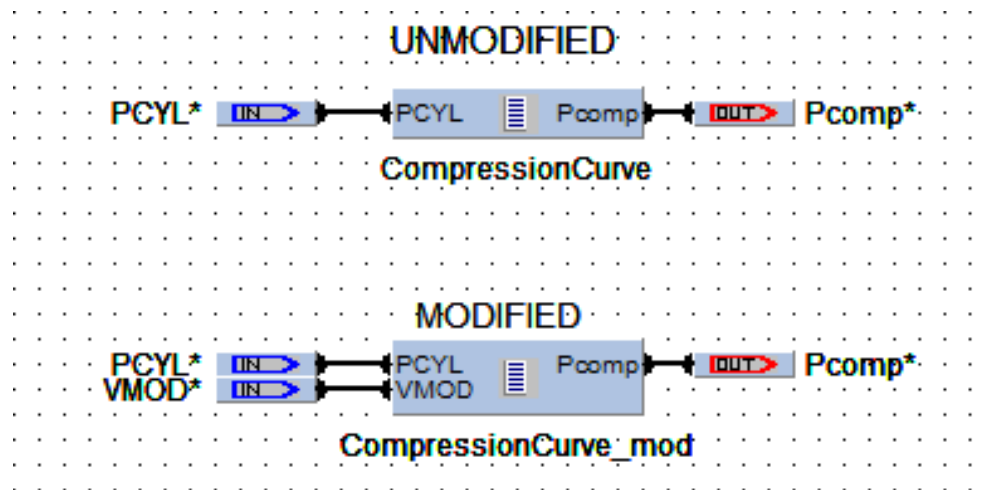 UNMODIFIED
PCYL* IN PCYL Pcomp OUT Pcomp*
CompressionCurve
MODIFIED
PCYL* IN PCYL Pcomp OUT Pcomp*
VMOD* IN VMOD
CompressionCurve_mod